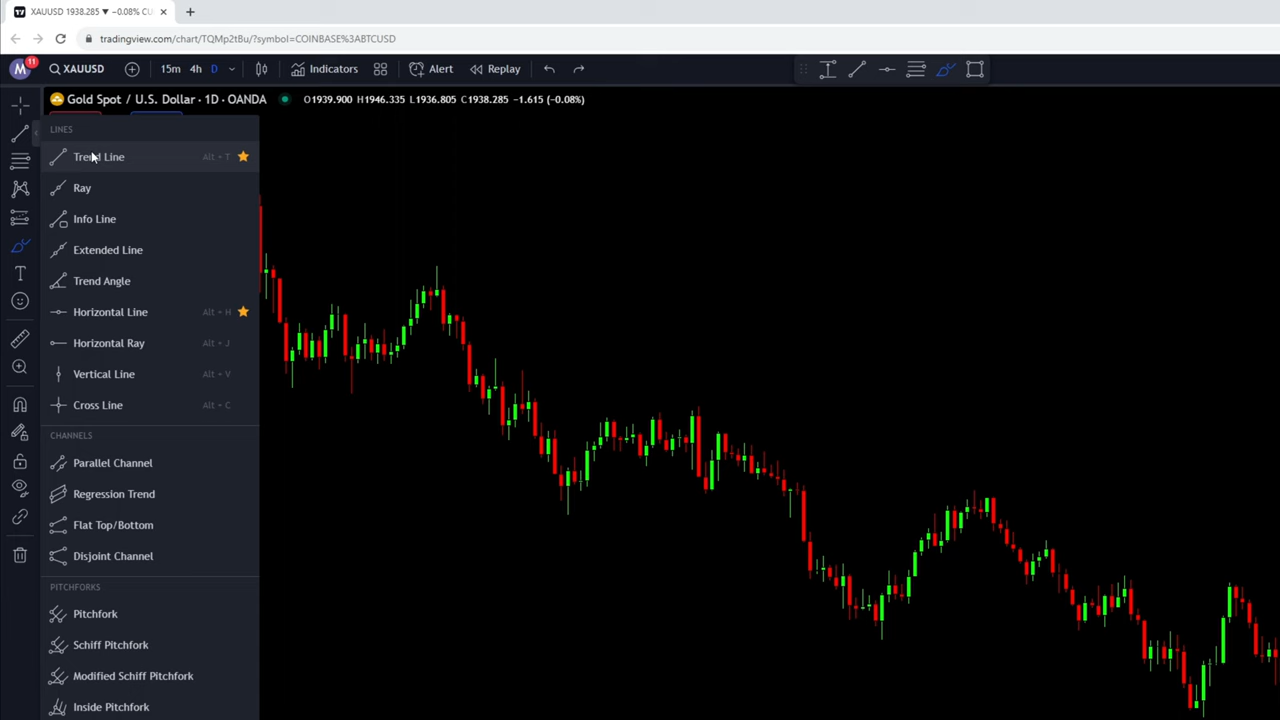 XAUUSD 1938.285 ▼ −0.08% CU
tradingview.com/chart/TQMp2tBu/?symbol=COINBASE%3ABTCUSD
M 11 XAUUSD 15m 4h D Indicators Alert Replay
Gold Spot / U.S. Dollar · 1D · OANDA O1939.900 H1946.335 L1936.805 C1938.285 −1.615 (−0.08%)
LINES
Trend Line Alt + T
Ray
Info Line
Extended Line
Trend Angle
Horizontal Line Alt + H
Horizontal Ray Alt + J
Vertical Line Alt + V
Cross Line Alt + C
CHANNELS
Parallel Channel
Regression Trend
Flat Top/Bottom
Disjoint Channel
PITCHFORKS
Pitchfork
Schiff Pitchfork
Modified Schiff Pitchfork
Inside Pitchfork